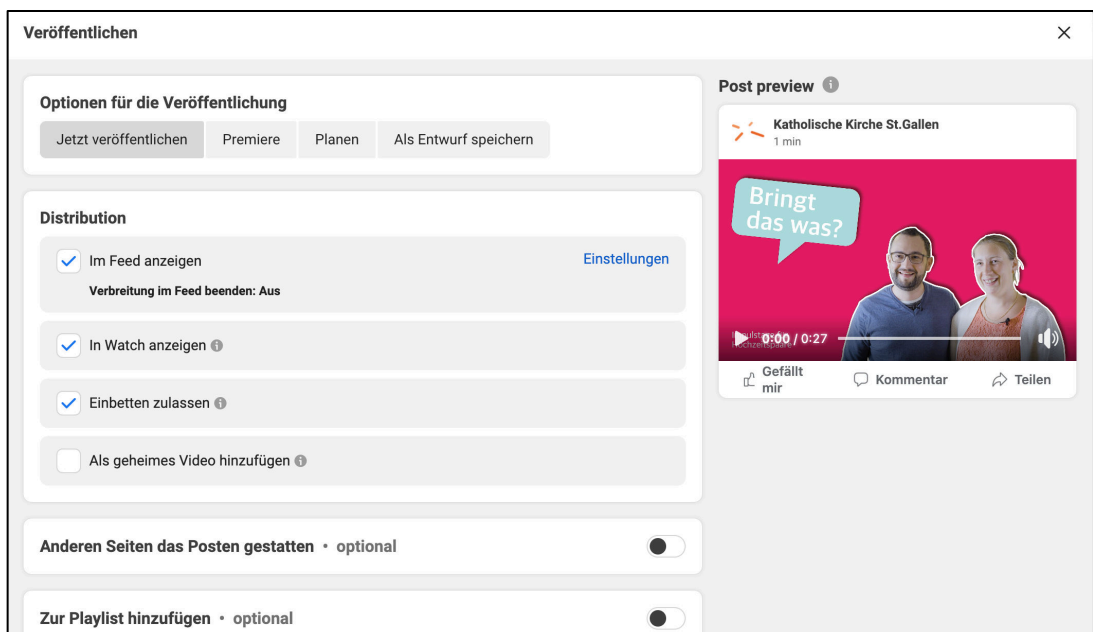 Veröffentlichen
Optionen für die Veröffentlichung
Jetzt veröffentlichen
Premiere
Planen
Als Entwurf speichern
Distribution
Im Feed anzeigen
Einstellungen
Verbreitung im Feed beenden: Aus
In Watch anzeigen
Einbetten zulassen
Als geheimes Video hinzufügen
Anderen Seiten das Posten gestatten • optional
Zur Playlist hinzufügen • optional
Post preview
Katholische Kirche St.Gallen
1 min
Bringt
das was?
0:00 / 0:27
Hochzeitspaare
Gefällt
mir
Kommentar
Teilen